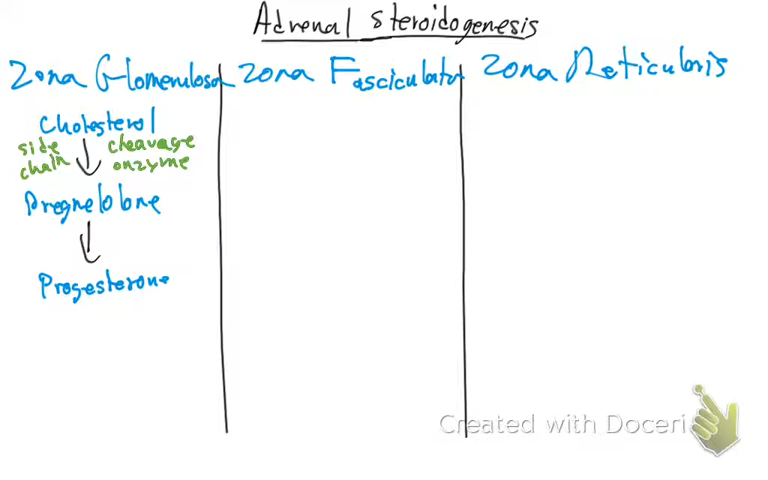 Adrenal steroidogenesis
Zona Glomerulosa
Zona Fasciculata
Zona Reticularis
Cholesterol
side chain cleavage enzyme
Pregnelolone
Progesterone
Created with Doceri